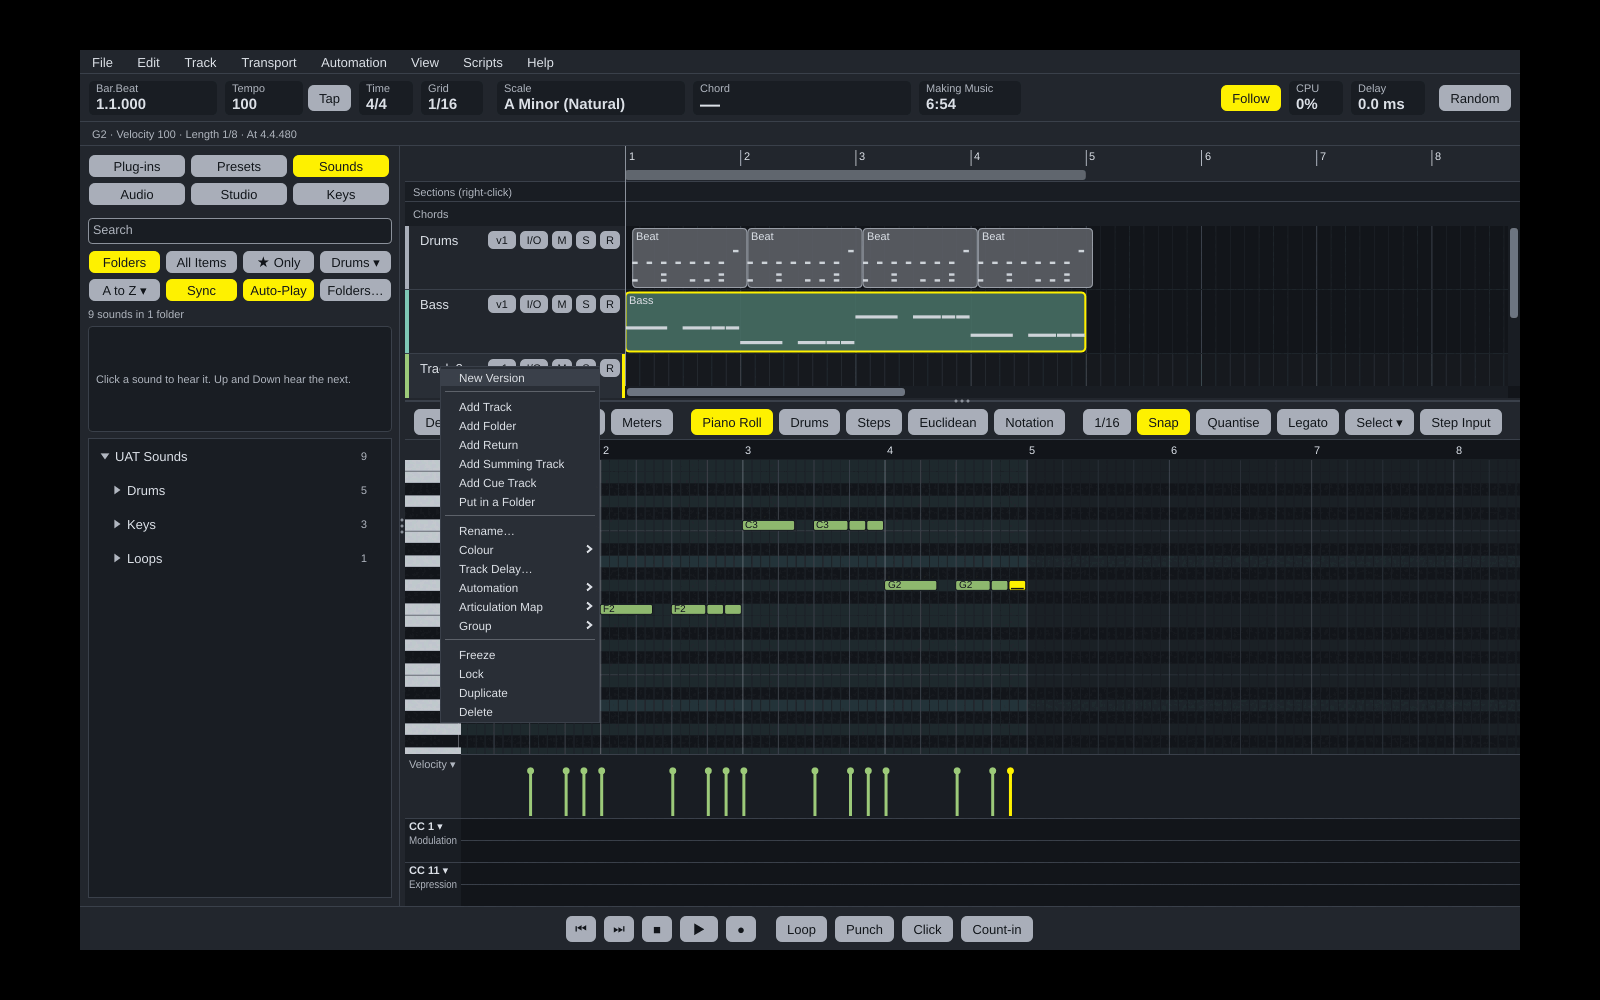 File Edit Track Transport Automation View Scripts Help
Bar.Beat Tempo Time Grid Scale Chord Making Music CPU Delay
1.1.000 100 Tap 4/4 1/16 A Minor (Natural) — 6:54 Follow 0% 0.0 ms Random
G2 · Velocity 100 · Length 1/8 · At 4.4.480
Plug-ins Presets Sounds
Audio Studio Keys
Search
Folders All Items ★ Only Drums ▾
A to Z ▾ Sync Auto-Play Folders…
9 sounds in 1 folder
Click a sound to hear it. Up and Down hear the next.
UAT Sounds 9
Drums 5
Keys 3
Loops 1
1 2 3 4 5 6 7 8
Sections (right-click)
Chords
Drums v1 I/O M S R
Beat Beat Beat Beat
Bass v1 I/O M S R
Bass
R
New Version
Add Track
Add Folder
Add Return
Add Summing Track
Add Cue Track
Put in a Folder
Rename…
Colour
Track Delay…
Automation
Articulation Map
Group
Freeze
Lock
Duplicate
Delete
Meters Piano Roll Drums Steps Euclidean Notation 1/16 Snap Quantise Legato Select ▾ Step Input
2 3 4 5 6 7 8
C3 C3
G2 G2
F2 F2
Velocity ▾
CC 1 ▾
Modulation
CC 11 ▾
Expression
Loop Punch Click Count-in